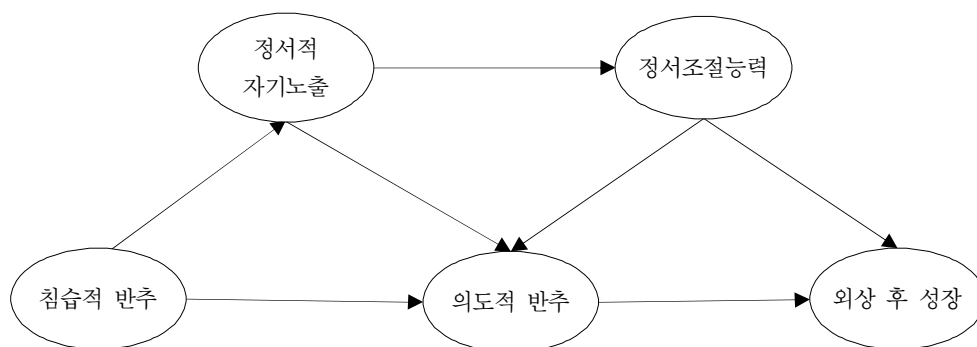 정서적
자기노출
정서조절능력
침습적 반추
의도적 반추
외상 후 성장